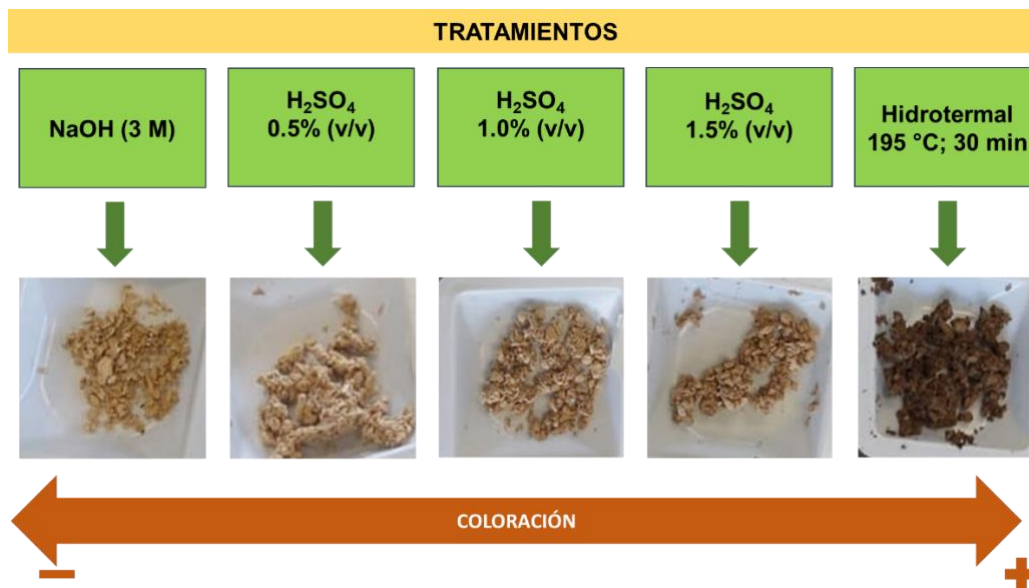 TRATAMIENTOS
NaOH (3 M)
H₂SO₄
0.5% (v/v)
H₂SO₄
1.0% (v/v)
H₂SO₄
1.5% (v/v)
Hidrotermal
195 °C; 30 min
COLORACIÓN
− +